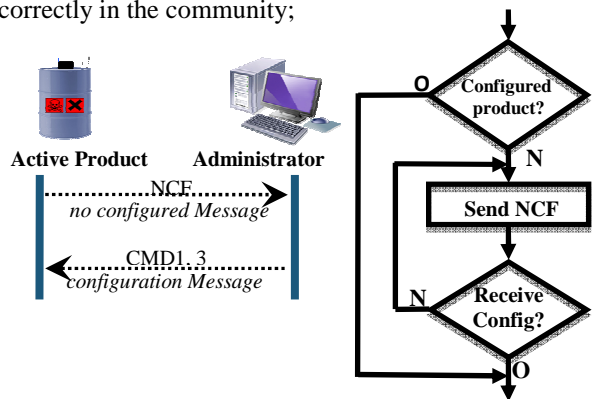 correctly in the community;
Active Product
Administrator
NCF
no configured Message
CMD1. 3
configuration Message
O
Configured
product?
N
Send NCF
N
Receive
Config?
O